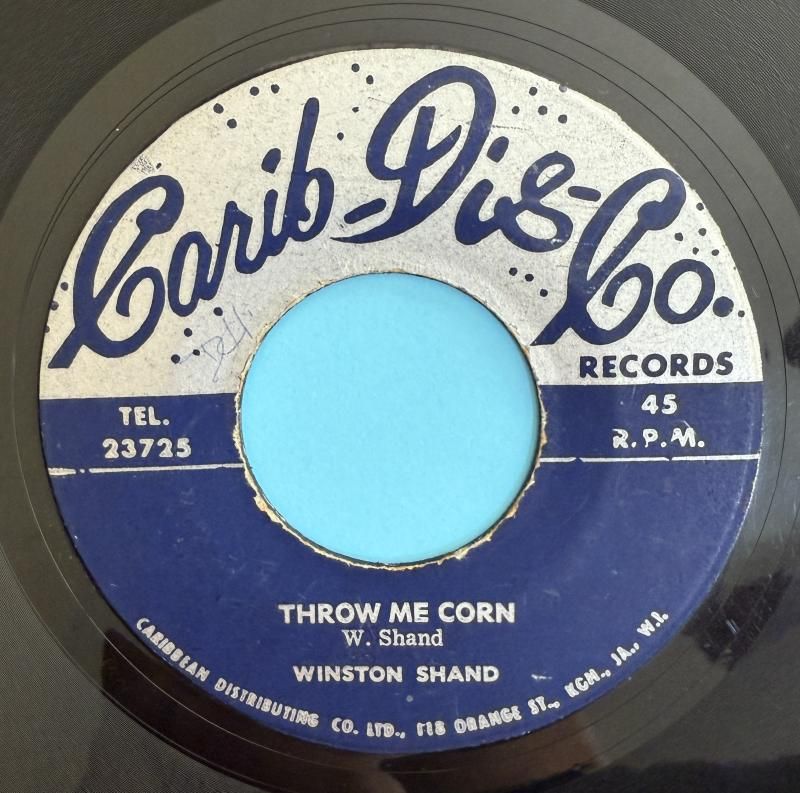 Carib-Dis-Co.
RECORDS
TEL.
23725
45
R.P.M.
THROW ME CORN
W. Shand
WINSTON SHAND
CARIBBEAN DISTRIBUTING CO. LTD., 118 ORANGE ST., KGN., JA., W.I.